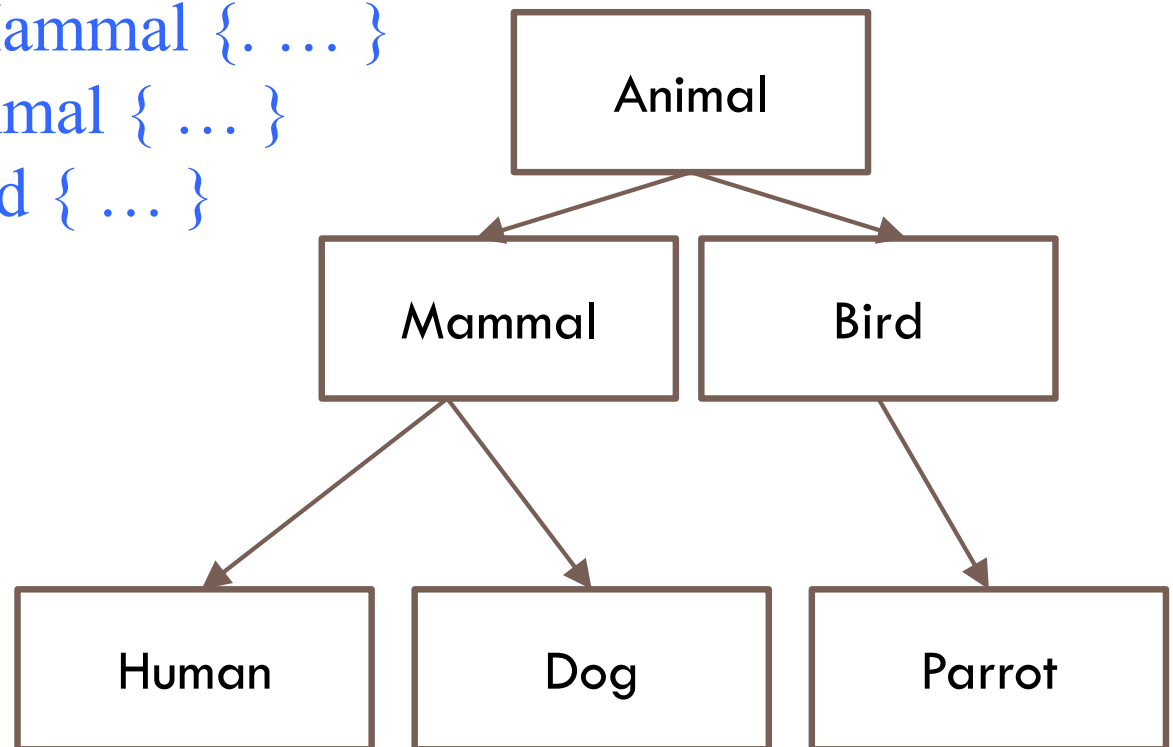 ammal {. … }
mal { … }
d { … }
Animal
Mammal
Bird
Human
Dog
Parrot